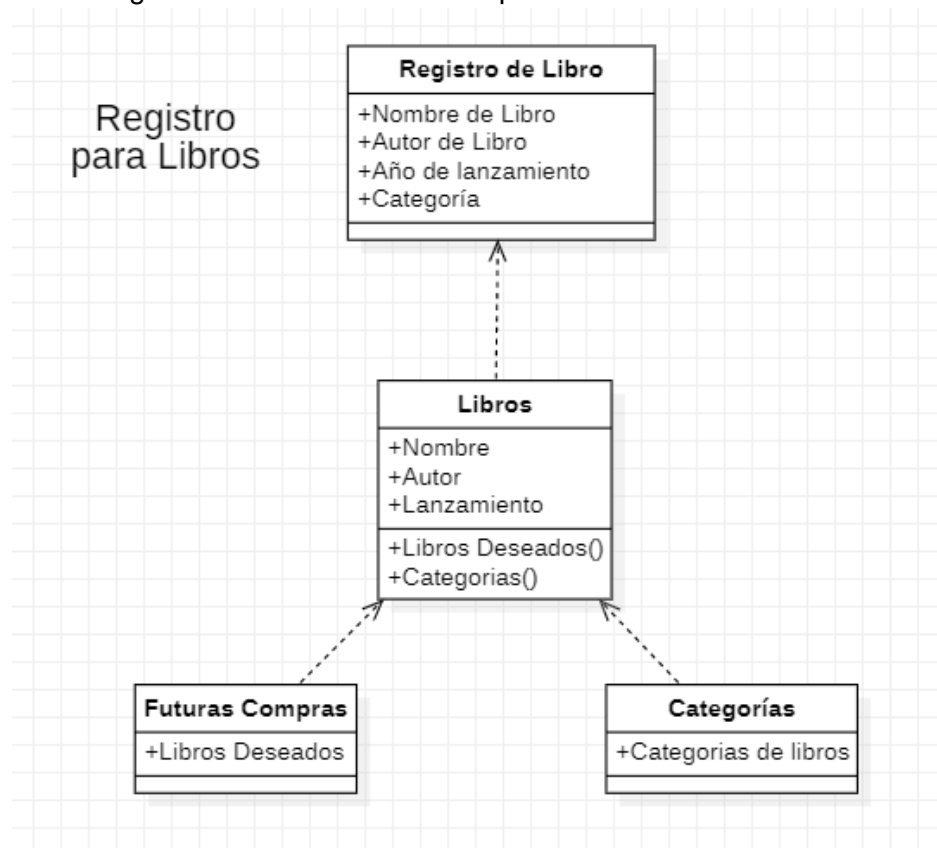 Registro
para Libros
Registro de Libro
+Nombre de Libro
+Autor de Libro
+Año de lanzamiento
+Categoría
Libros
+Nombre
+Autor
+Lanzamiento
+Libros Deseados()
+Categorias()
Futuras Compras
+Libros Deseados
Categorías
+Categorias de libros